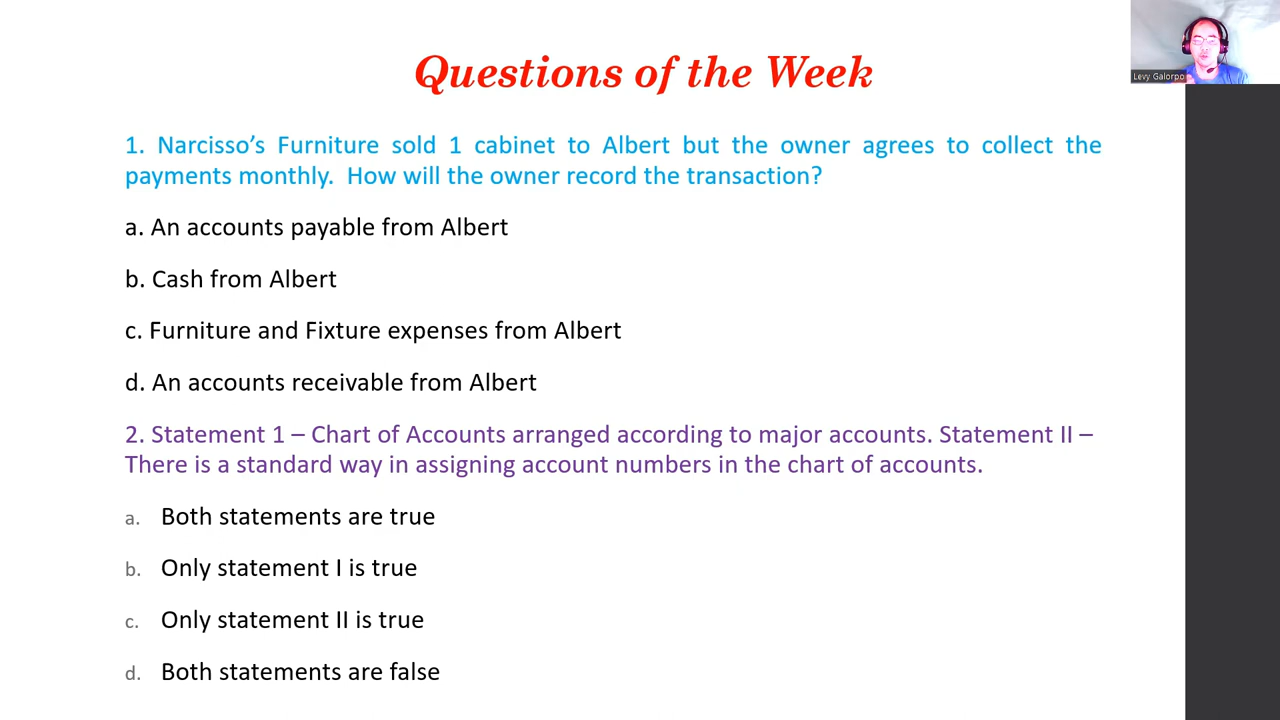 Questions of the Week
Levy Galorpo
1. Narcisso’s Furniture sold 1 cabinet to Albert but the owner agrees to collect the
payments monthly. How will the owner record the transaction?
a. An accounts payable from Albert
b. Cash from Albert
c. Furniture and Fixture expenses from Albert
d. An accounts receivable from Albert
2. Statement 1 – Chart of Accounts arranged according to major accounts. Statement II –
There is a standard way in assigning account numbers in the chart of accounts.
a. Both statements are true
b. Only statement I is true
c. Only statement II is true
d. Both statements are false